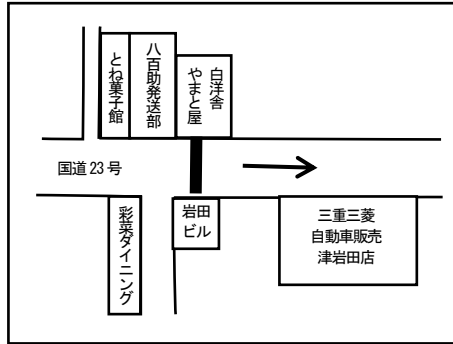 とね菓子館
八百助発送部
白洋舎
やまと屋
国道23号
彩菜ダイニング
岩田
ビル
三重三菱
自動車販売
津岩田店